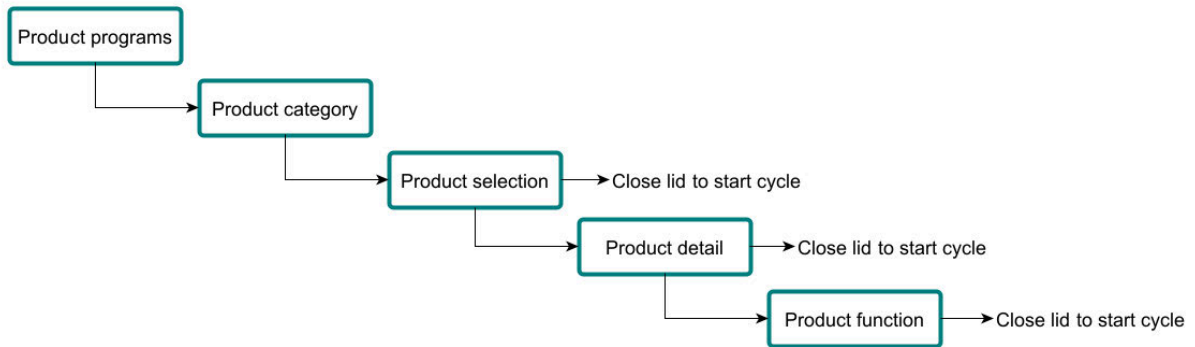 Product programs
Product category
Product selection
Close lid to start cycle
Product detail
Close lid to start cycle
Product function
Close lid to start cycle